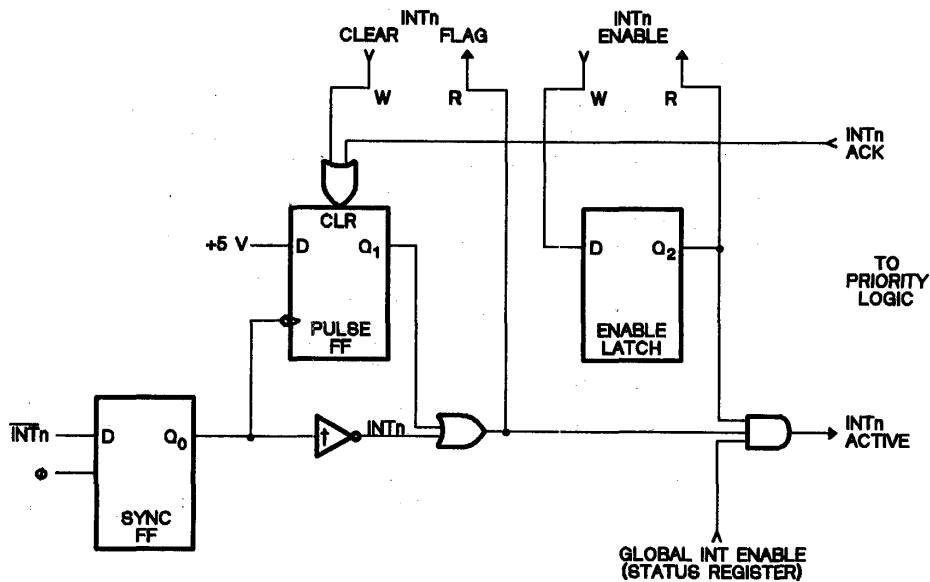 INTn
CLEAR FLAG
INTn
ENABLE
W R
W R
INTn
ACK
CLR
+5 V
D Q1
PULSE
FF
D Q2
ENABLE
LATCH
TO
PRIORITY
LOGIC
INTn
D Q0
φ
SYNC
FF
t
INTn
INTn
ACTIVE
GLOBAL INT ENABLE
(STATUS REGISTER)